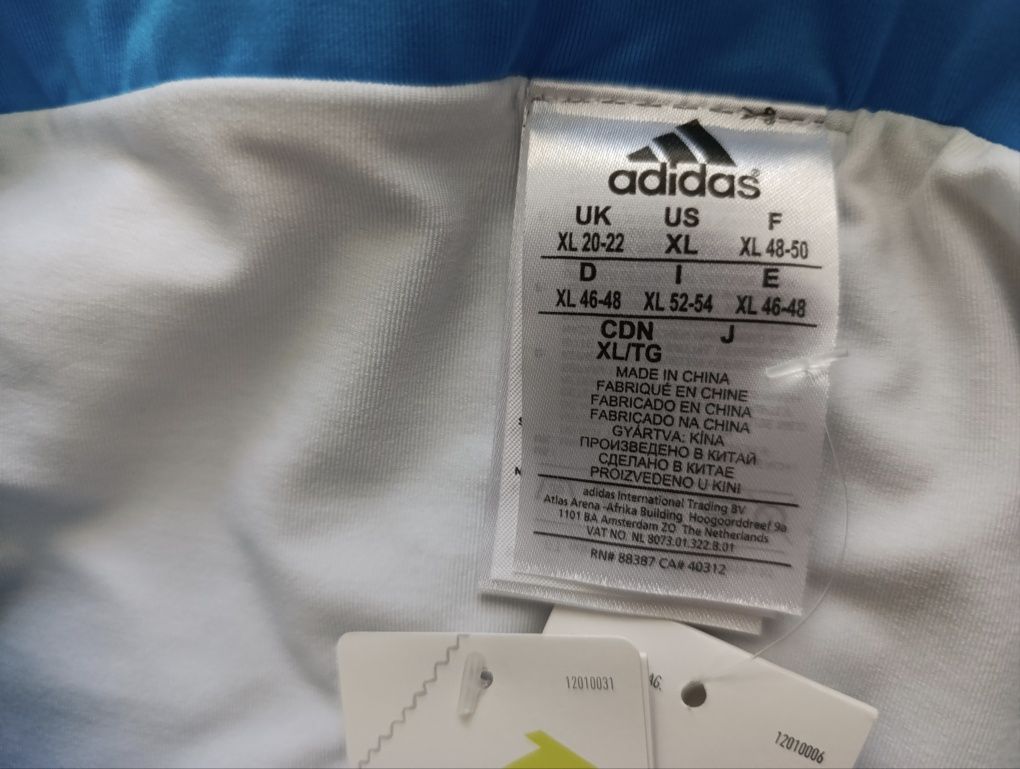 adidas
UK US F
XL 20-22 XL XL 48-50
D I E
XL 46-48 XL 52-54 XL 46-48
CDN J
XL/TG
MADE IN CHINA
FABRIQUÉ EN CHINE
FABRICADO EN CHINA
FABRICADO NA CHINA
GYÁRTVA: KÍNA
ПРОИЗВЕДЕНО В КИТАЙ
СДЕЛАНО В КИТАЕ
PROIZVEDENO U KINI
adidas International Trading BV
Atlas Arena -Afrika Building Hoogoorddreef 9a
1101 BA Amsterdam ZO The Netherlands
VAT NO. NL 8073.01.322.B.01
RN# 88387 CA# 40312
12010031
12010006